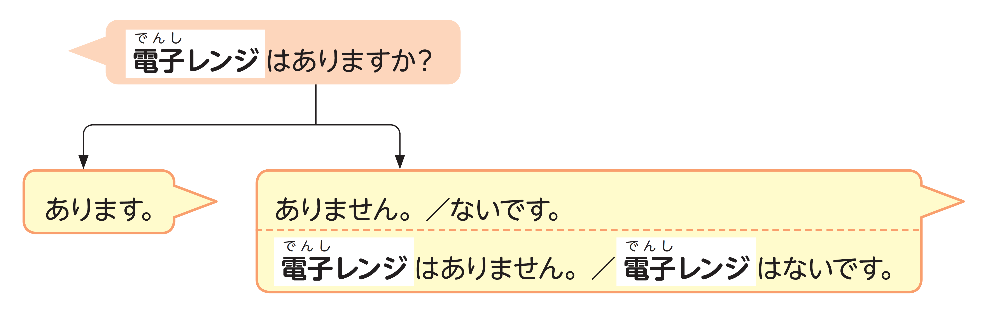 でんし
電子レンジはありますか？
あります。
ありません。／ないです。
でんし でんし
電子レンジはありません。／電子レンジはないです。